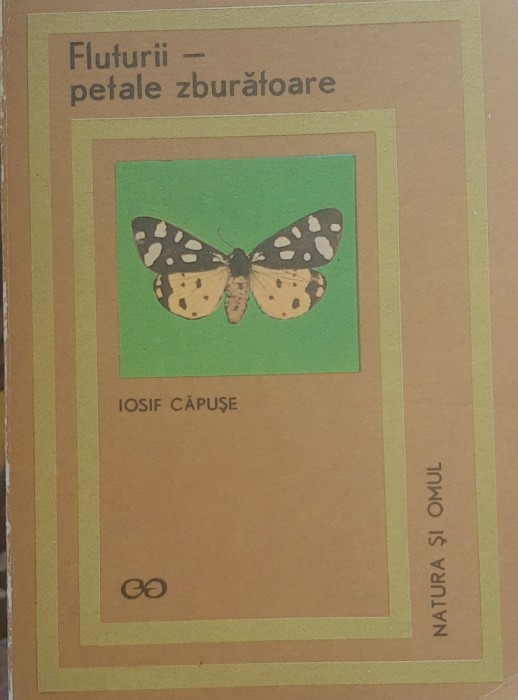 Fluturii –
petale zburătoare
IOSIF CĂPUȘE
NATURA ȘI OMUL